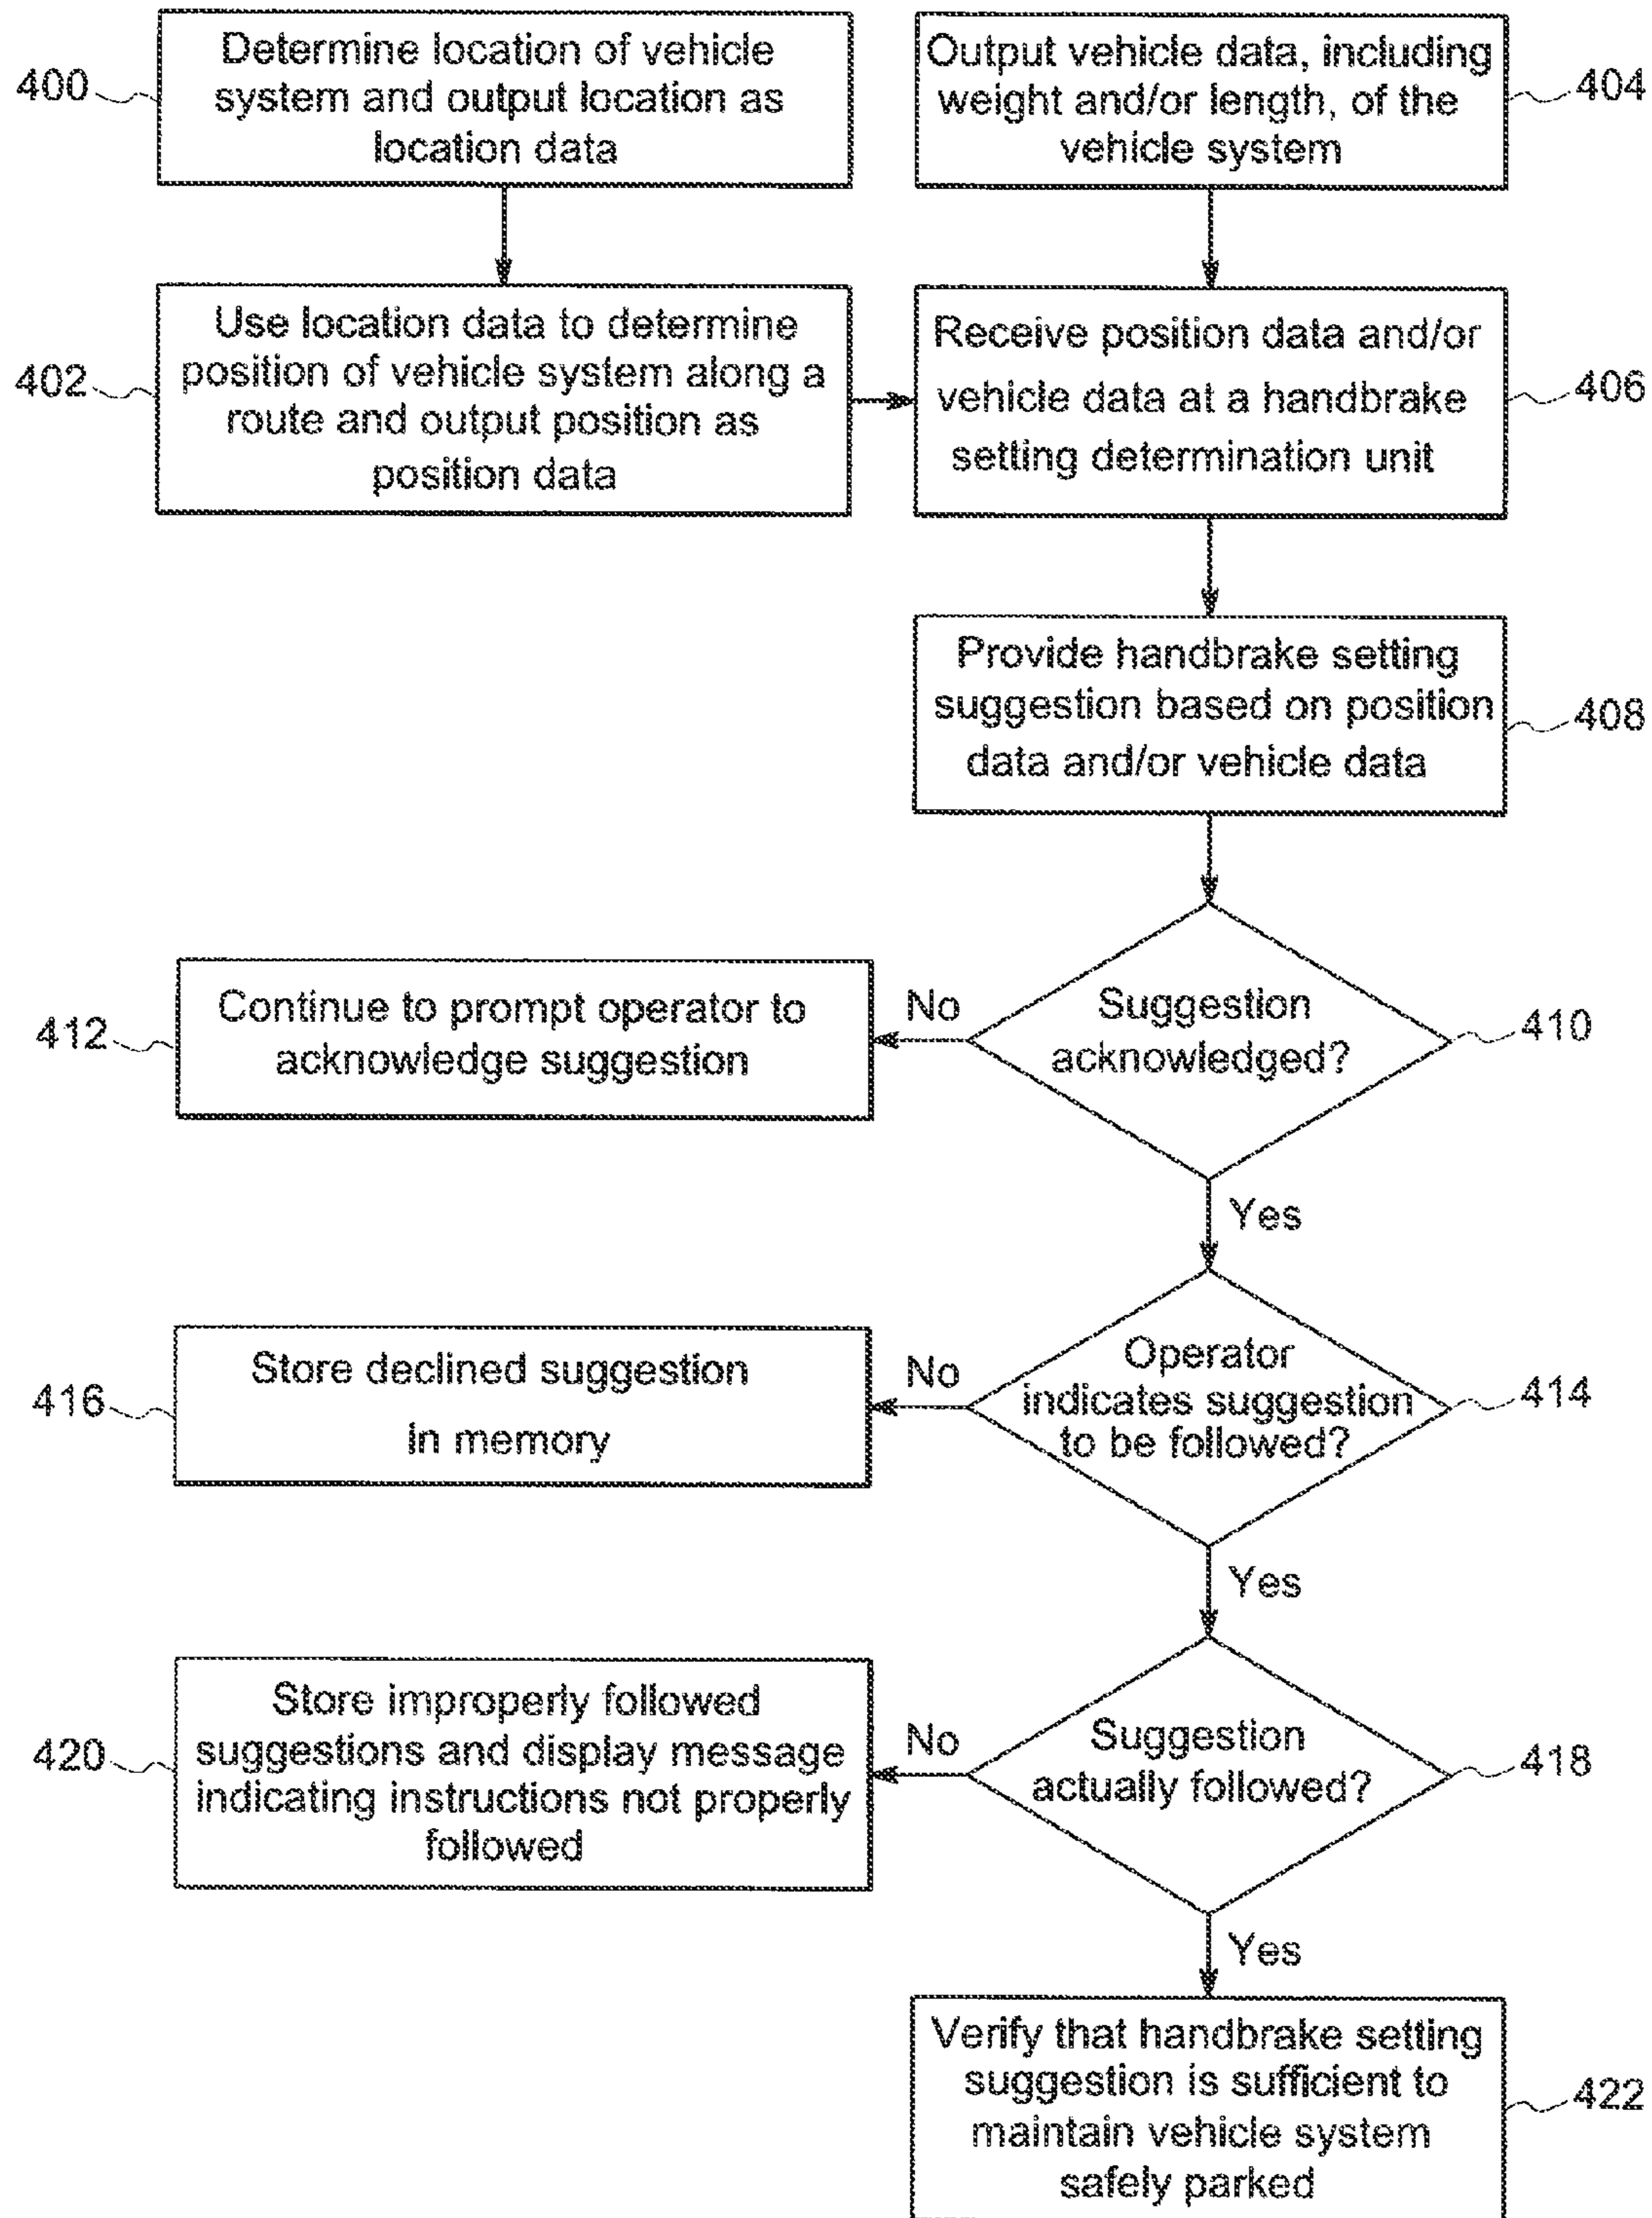 400
Determine location of vehicle
system and output location as
location data
Output vehicle data, including
weight and/or length, of the
vehicle system
404
402
Use location data to determine
position of vehicle system along a
route and output position as
position data
Receive position data and/or
vehicle data at a handbrake
setting determination unit
406
Provide handbrake setting
suggestion based on position
data and/or vehicle data
408
412
Continue to prompt operator to
acknowledge suggestion
No
Suggestion
acknowledged?
410
Yes
416
Store declined suggestion
in memory
No
Operator
indicates suggestion
to be followed?
414
Yes
420
Store improperly followed
suggestions and display message
indicating instructions not properly
followed
No
Suggestion
actually followed?
418
Yes
Verify that handbrake setting
suggestion is sufficient to
maintain vehicle system
safely parked
422